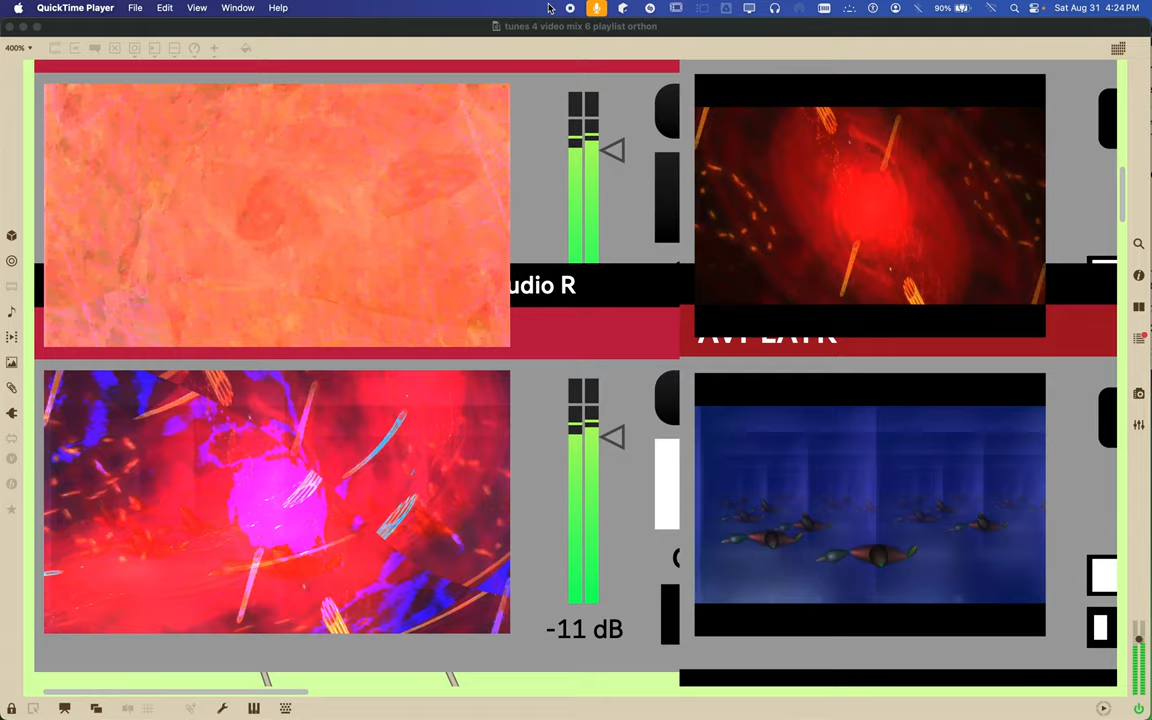 QuickTime Player File Edit View Window Help 90% Sat Aug 31 4:24 PM
tunes 4 video mix 6 playlist orthon
400%
udio R
-11 dB